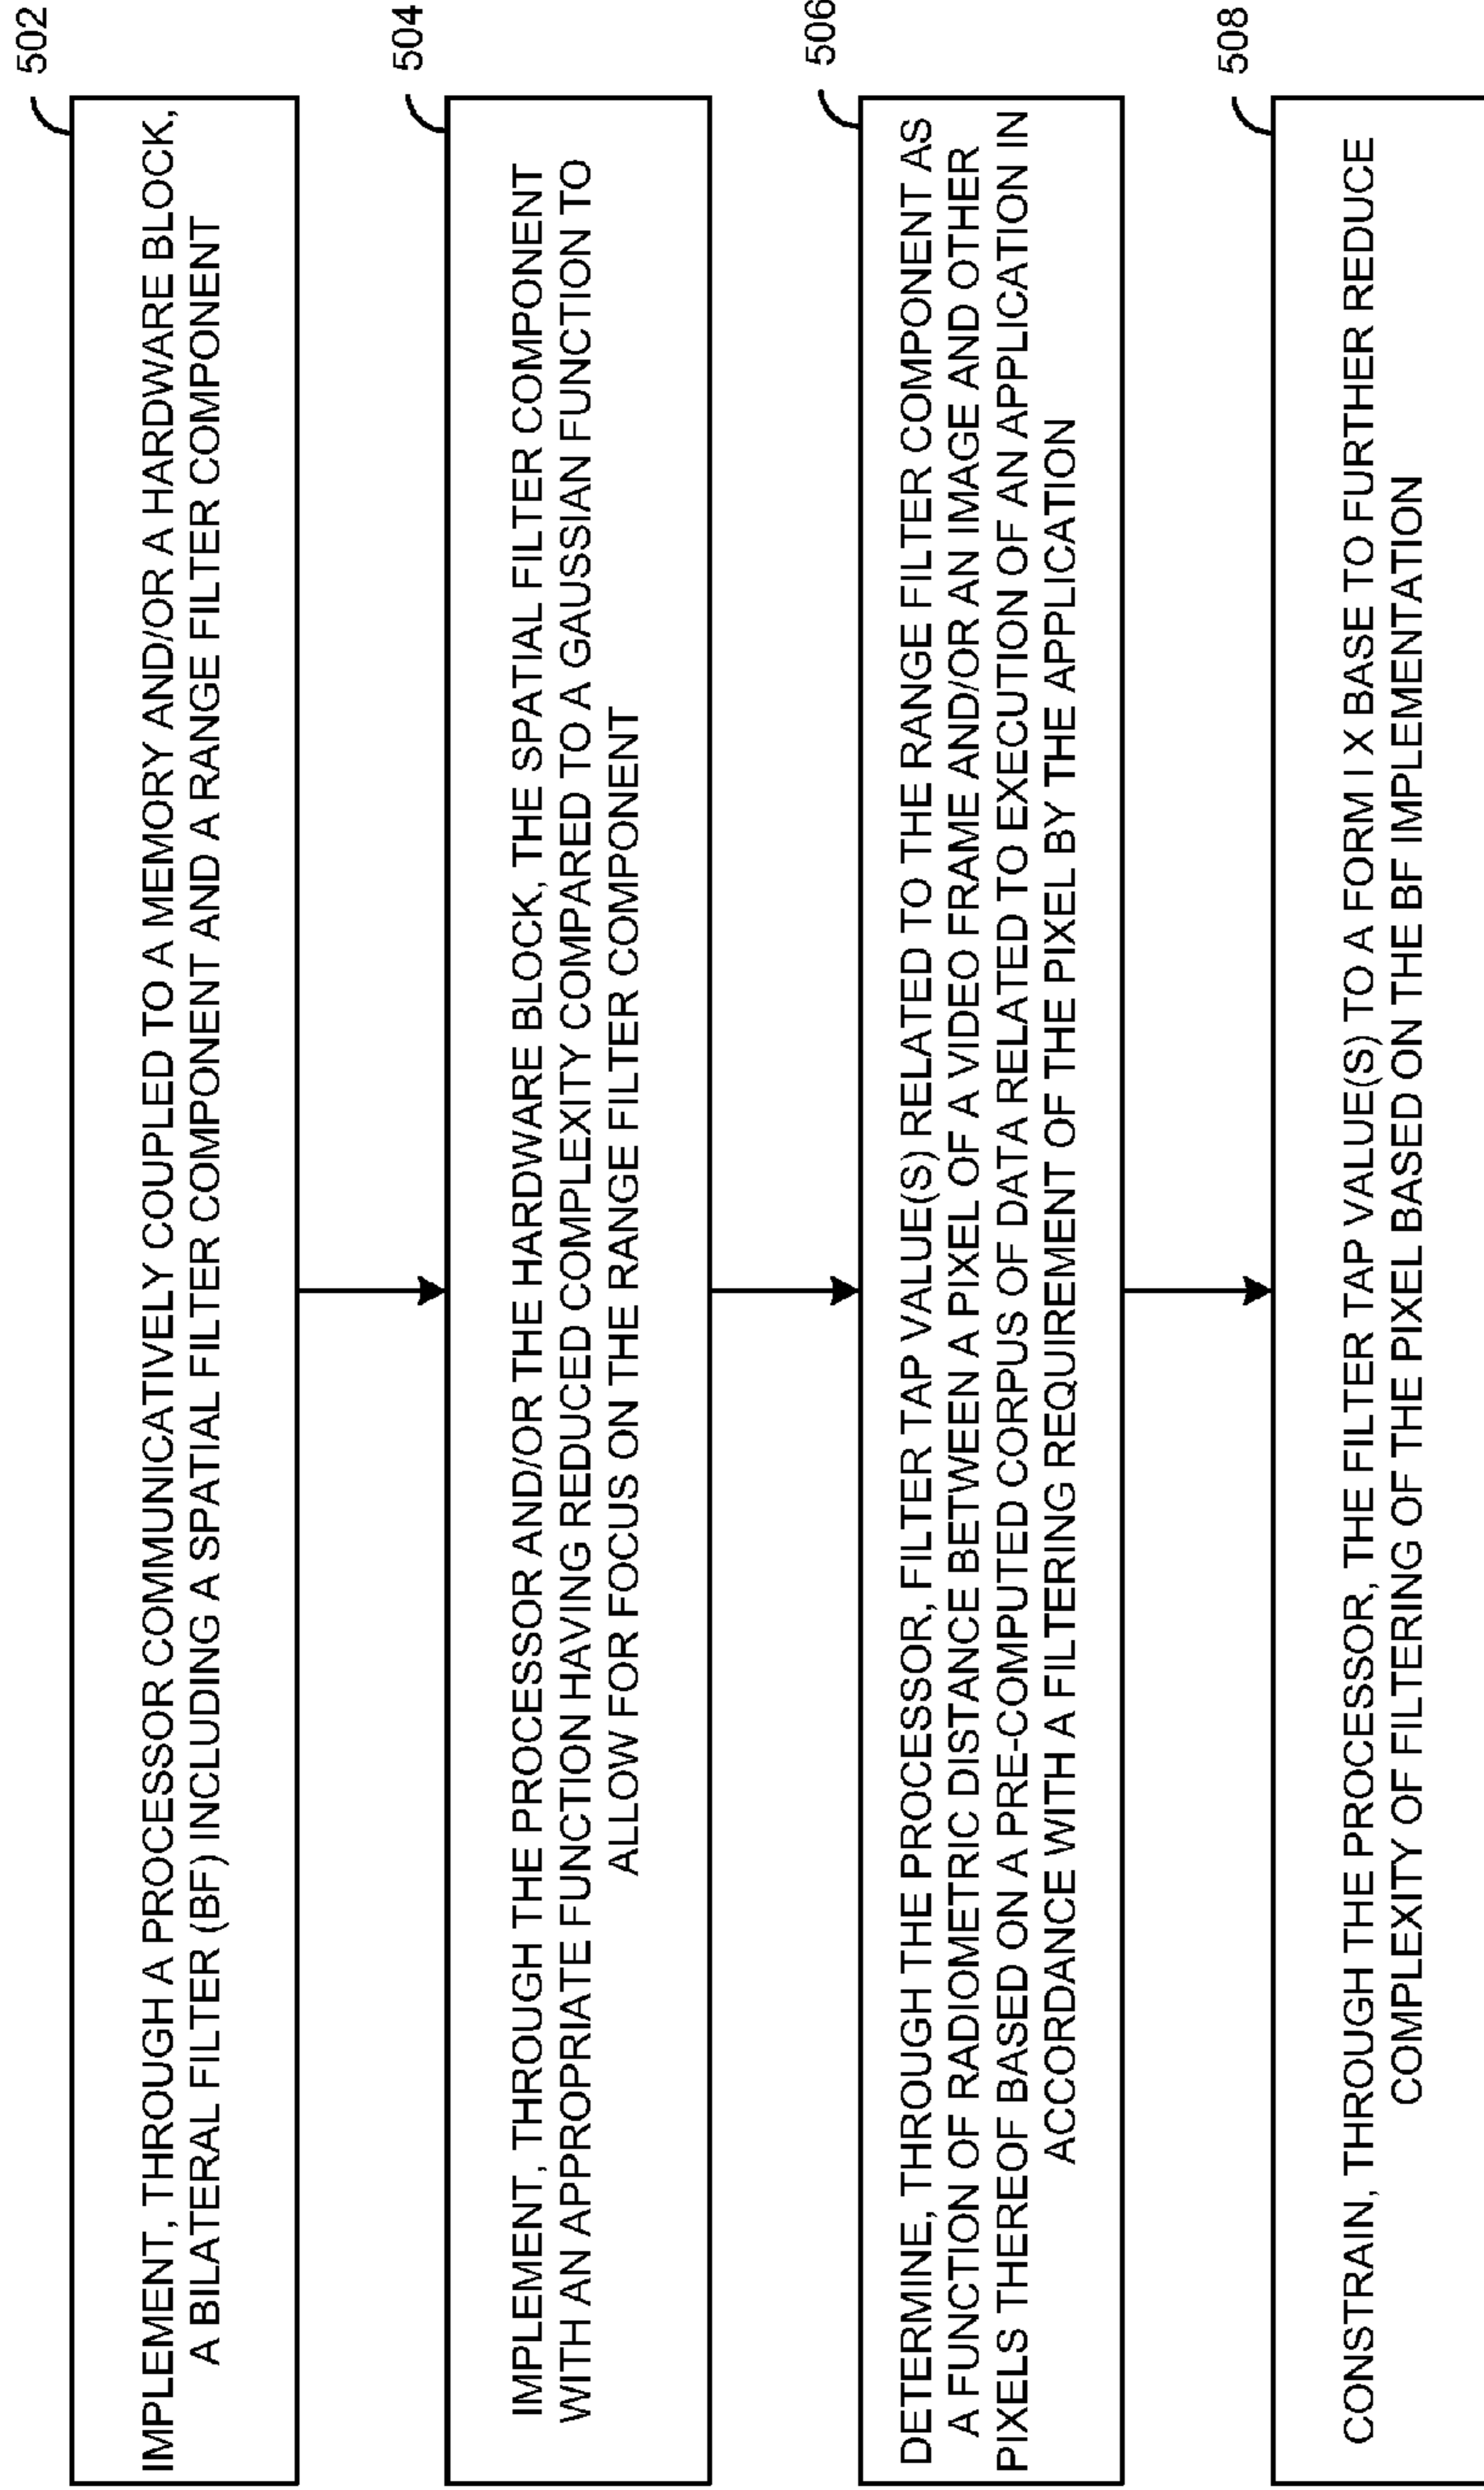 502
IMPLEMENT, THROUGH A PROCESSOR COMMUNICATIVELY COUPLED TO A MEMORY AND/OR A HARDWARE BLOCK,
A BILATERAL FILTER (BF) INCLUDING A SPATIAL FILTER COMPONENT AND A RANGE FILTER COMPONENT
504
IMPLEMENT, THROUGH THE PROCESSOR AND/OR THE HARDWARE BLOCK, THE SPATIAL FILTER COMPONENT
WITH AN APPROPRIATE FUNCTION HAVING REDUCED COMPLEXITY COMPARED TO A GAUSSIAN FUNCTION TO
ALLOW FOR FOCUS ON THE RANGE FILTER COMPONENT
506
DETERMINE, THROUGH THE PROCESSOR, FILTER TAP VALUE(S) RELATED TO THE RANGE FILTER COMPONENT AS
A FUNCTION OF RADIOMETRIC DISTANCE BETWEEN A PIXEL OF A VIDEO FRAME AND/OR AN IMAGE AND OTHER
PIXELS THEREOF BASED ON A PRE-COMPUTED CORPUS OF DATA RELATED TO EXECUTION OF AN APPLICATION IN
ACCORDANCE WITH A FILTERING REQUIREMENT OF THE PIXEL BY THE APPLICATION
508
CONSTRAIN, THROUGH THE PROCESSOR, THE FILTER TAP VALUE(S) TO A FORM I X BASE TO FURTHER REDUCE
COMPLEXITY OF FILTERING OF THE PIXEL BASED ON THE BF IMPLEMENTATION